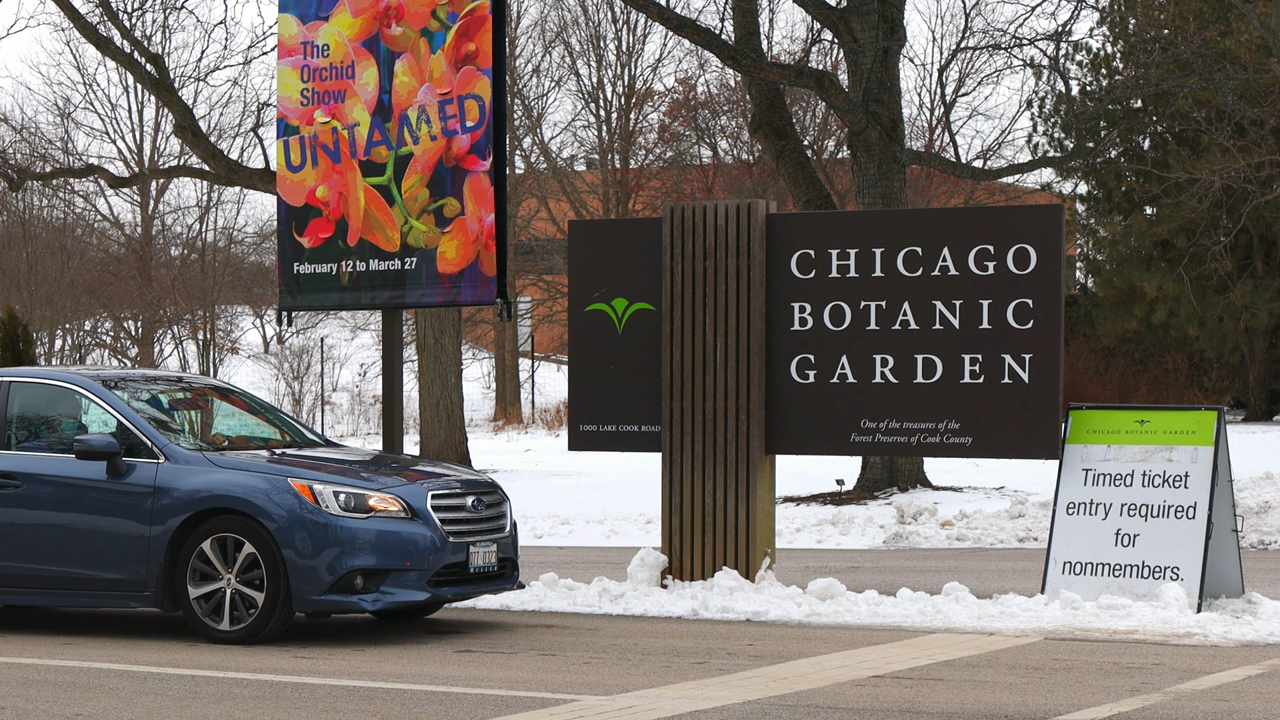 The
Orchid
Show
UNTAMED
February 12 to March 27
1000 LAKE COOK ROAD
CHICAGO
BOTANIC
GARDEN
One of the treasures of the
Forest Preserves of Cook County
CHICAGO BOTANIC GARDEN
Timed ticket
entry required
for
nonmembers.
SUBARU